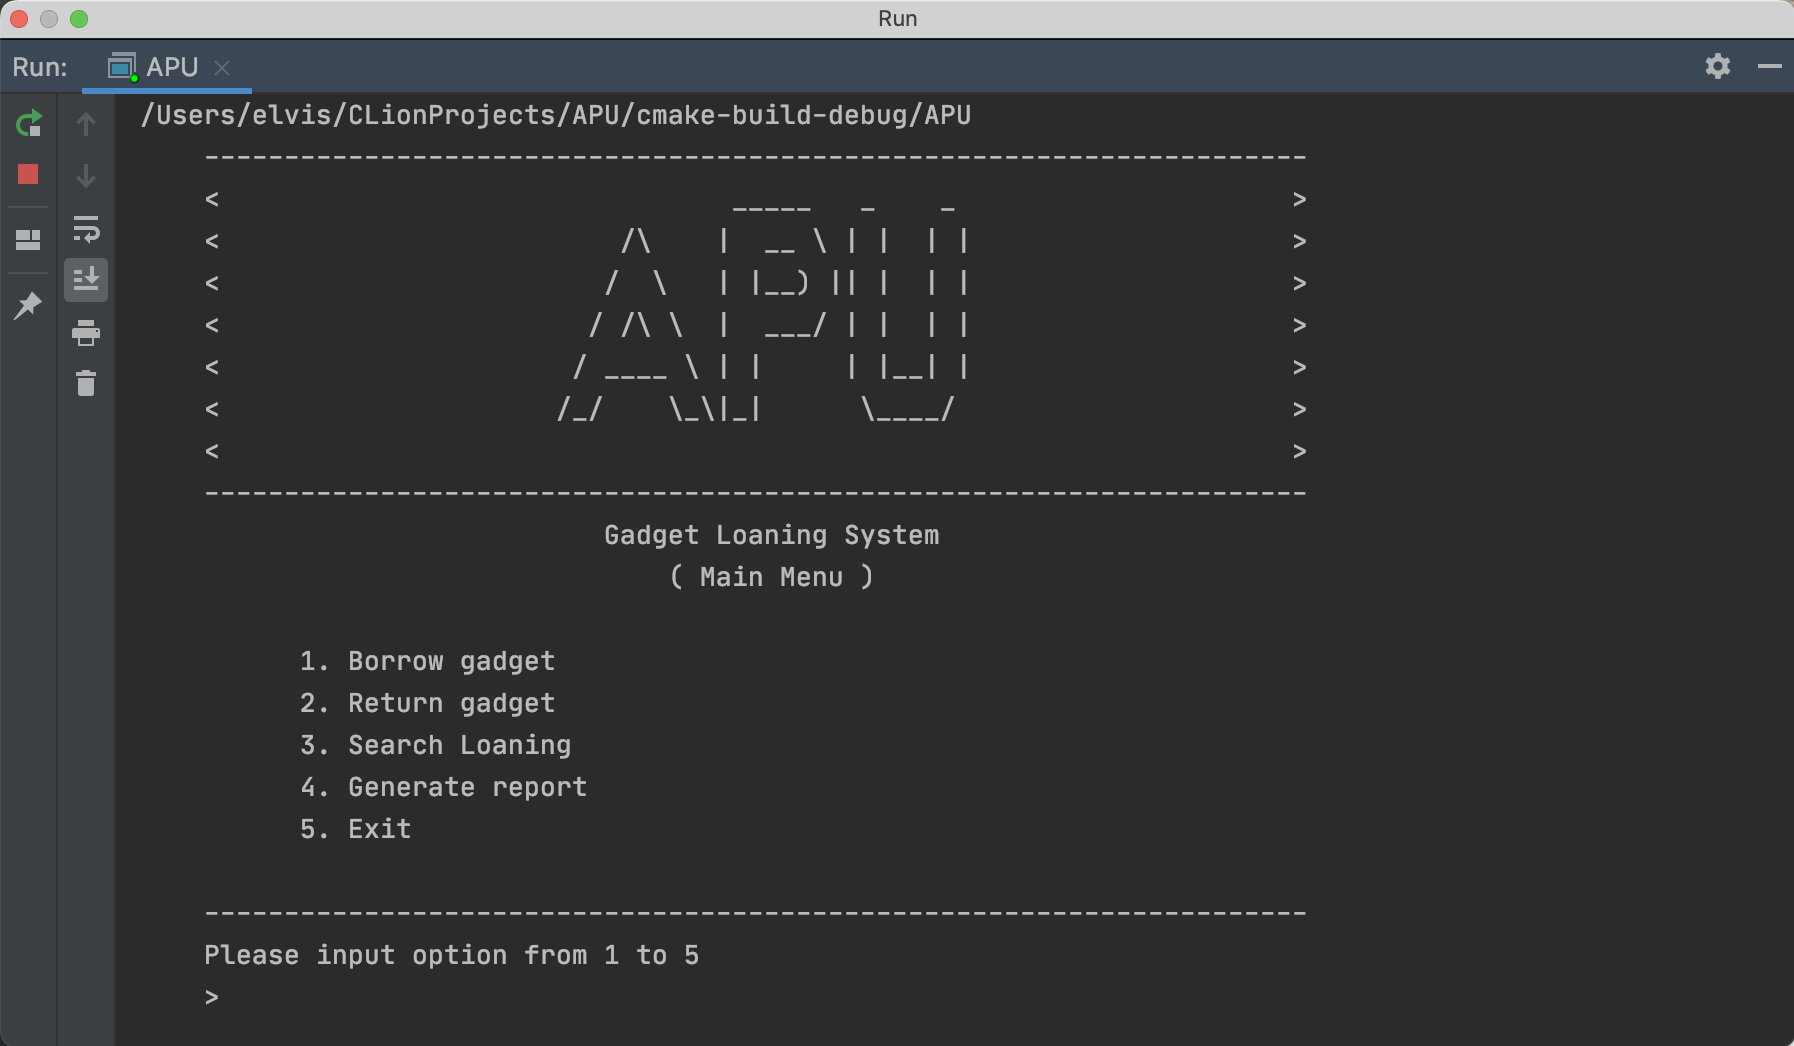 Run
Run: APU
/Users/elvis/CLionProjects/APU/cmake-build-debug/APU
---------------------------------------------------------------------
<                                _____   _    _                     >
<                         /\    |  __ \ | |  | |                    >
<                        /  \   | |__) || |  | |                    >
<                       / /\ \  |  ___/ | |  | |                    >
<                      / ____ \ | |     | |__| |                    >
<                     /_/    \_\|_|      \____/                     >
<                                                                   >
---------------------------------------------------------------------
Gadget Loaning System
( Main Menu )
1. Borrow gadget
2. Return gadget
3. Search Loaning
4. Generate report
5. Exit
---------------------------------------------------------------------
Please input option from 1 to 5
>